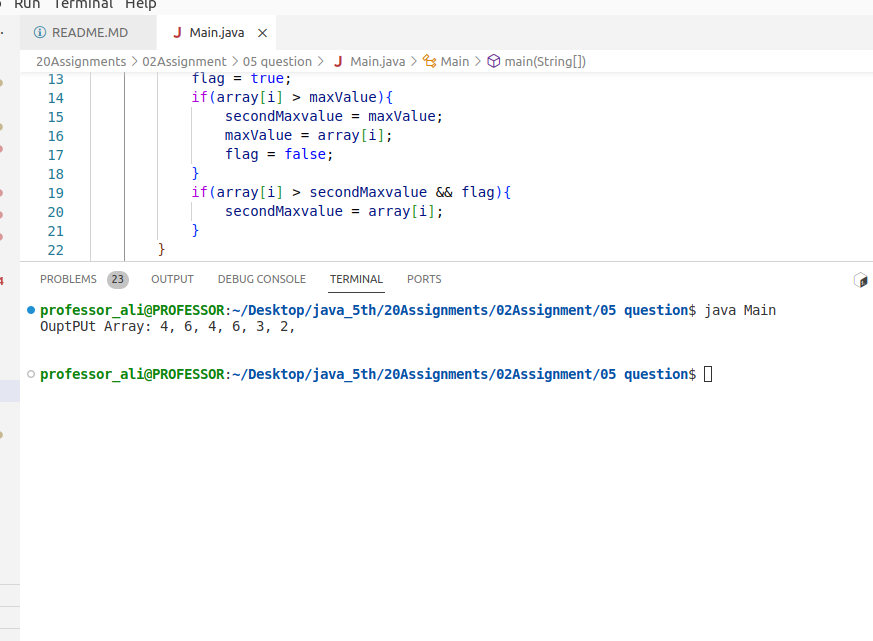 Run Terminal Help
README.MD Main.java
20Assignments > 02Assignment > 05 question > J Main.java > Main > main(String[])
13 flag = true;
14 if(array[i] > maxValue){
15 secondMaxvalue = maxValue;
16 maxValue = array[i];
17 flag = false;
18 }
19 if(array[i] > secondMaxvalue && flag){
20 secondMaxvalue = array[i];
21 }
22 }
PROBLEMS 23 OUTPUT DEBUG CONSOLE TERMINAL PORTS
professor_ali@PROFESSOR:~/Desktop/java_5th/20Assignments/02Assignment/05 question$ java Main
OuptPUt Array: 4, 6, 4, 6, 3, 2,
professor_ali@PROFESSOR:~/Desktop/java_5th/20Assignments/02Assignment/05 question$